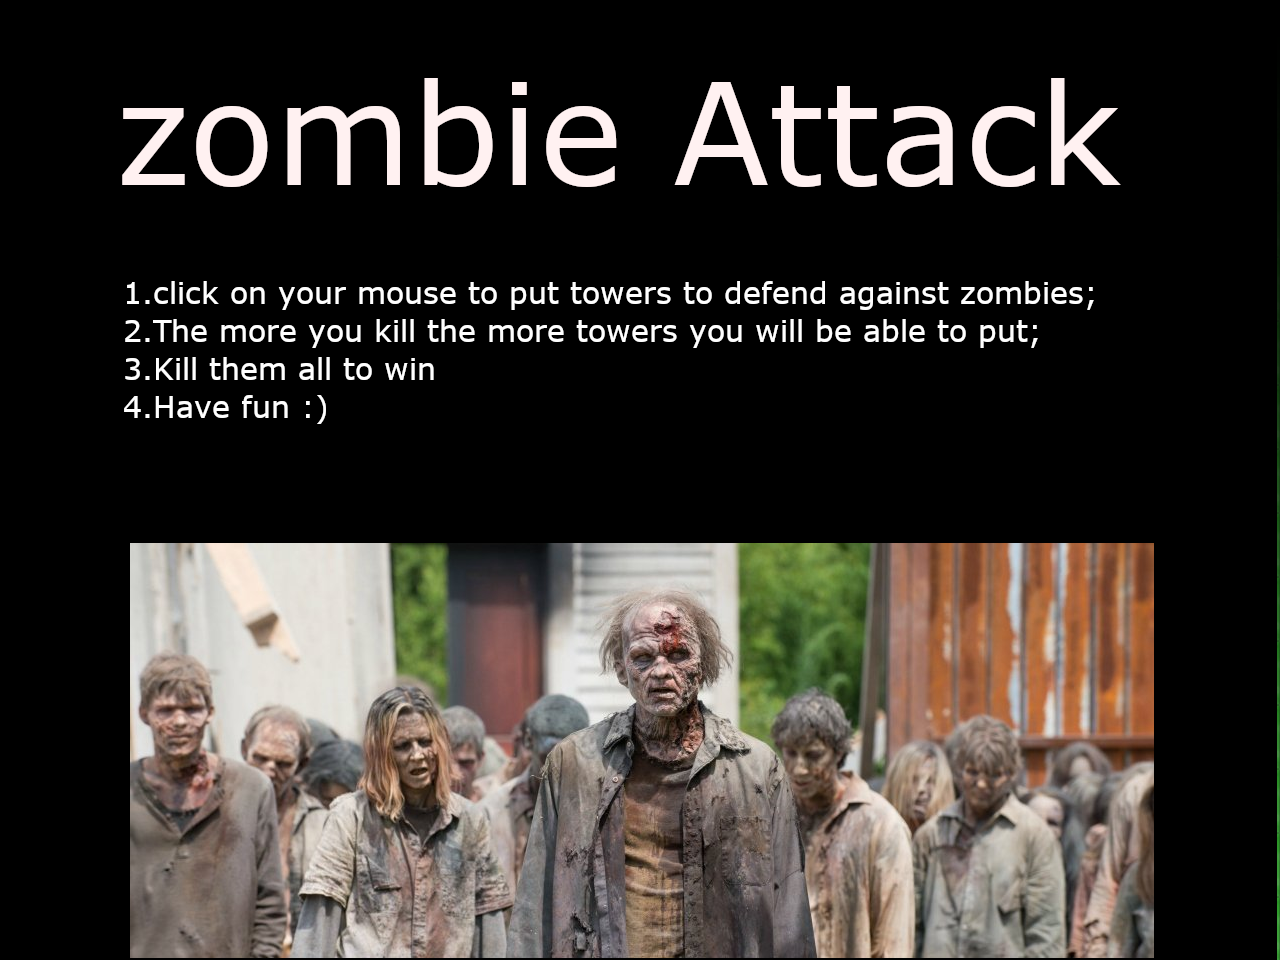 zombie Attack
1.click on your mouse to put towers to defend against zombies;
2.The more you kill the more towers you will be able to put;
3.Kill them all to win
4.Have fun :)